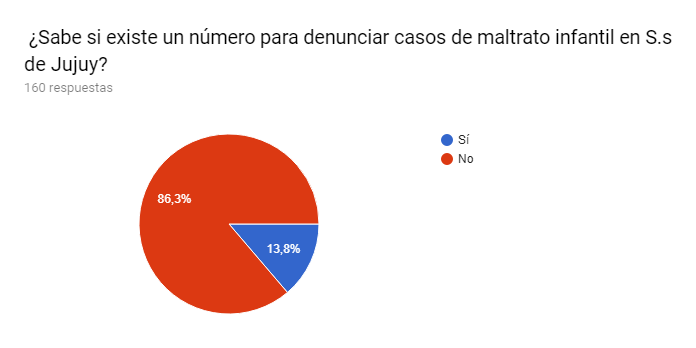 ¿Sabe si existe un número para denunciar casos de maltrato infantil en S.s
de Jujuy?
160 respuestas
Sí
No
86,3%
13,8%